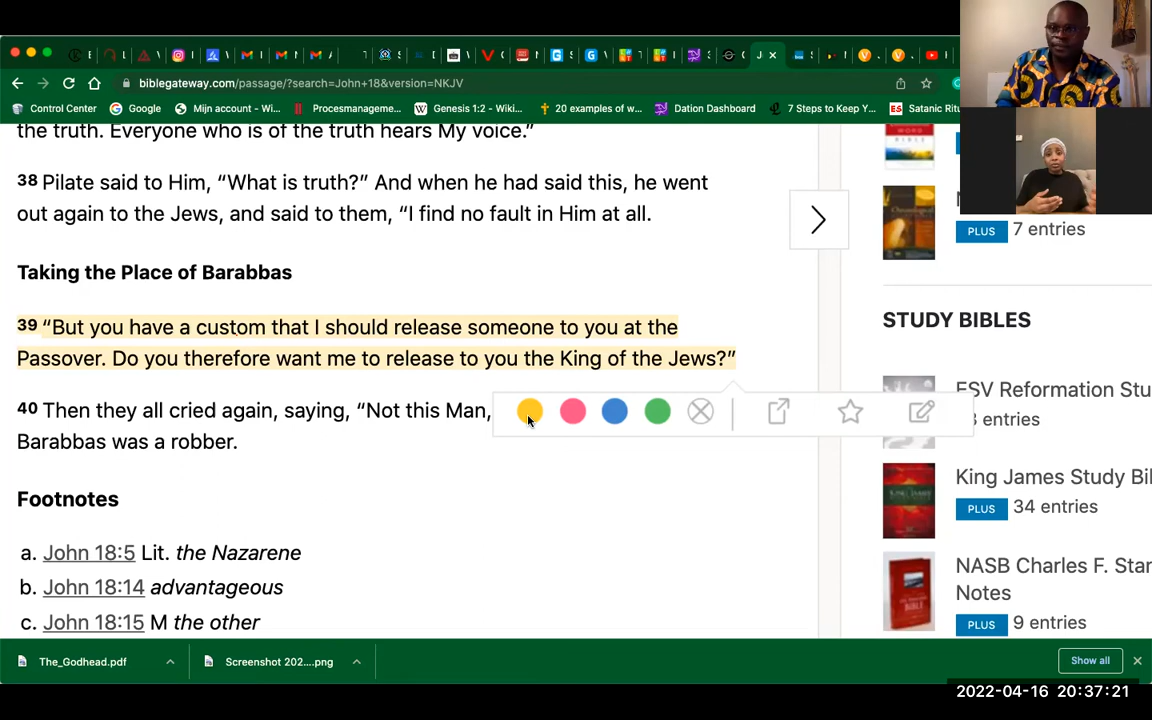 biblegateway.com/passage/?search=John+18&version=NKJV
Control Center Google Mijn account - Wi... Procesmanageme... Genesis 1:2 - Wiki... 20 examples of w... Dation Dashboard 7 Steps to Keep Y... Satanic Ritu
the truth. Everyone who is of the truth hears My voice.”
38 Pilate said to Him, “What is truth?” And when he had said this, he went
out again to the Jews, and said to them, “I find no fault in Him at all.
Taking the Place of Barabbas
39 “But you have a custom that I should release someone to you at the
Passover. Do you therefore want me to release to you the King of the Jews?”
40 Then they all cried again, saying, “Not this Man,
Barabbas was a robber.
Footnotes
a. John 18:5 Lit. the Nazarene
b. John 18:14 advantageous
c. John 18:15 M the other
WORD
BIBLE
PLUS 7 entries
STUDY BIBLES
ESV Reformation Stu
entries
King James Study Bil
PLUS 34 entries
NASB Charles F. Star
Notes
PLUS 9 entries
The_Godhead.pdf
Screenshot 202....png
Show all
2022-04-16 20:37:21